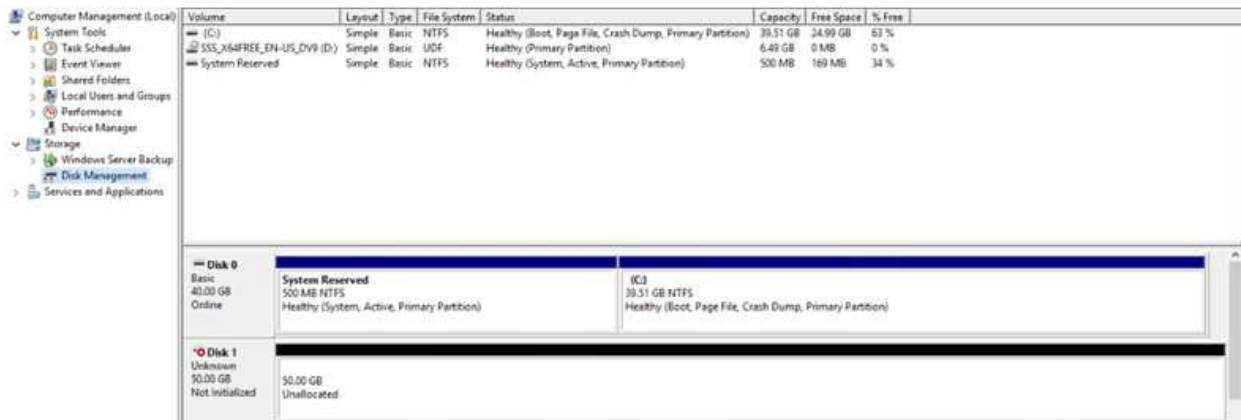 Computer Management (Local)
System Tools
Task Scheduler
Event Viewer
Shared Folders
Local Users and Groups
Performance
Device Manager
Storage
Windows Server Backup
Disk Management
Services and Applications
Volume Layout Type File System Status Capacity Free Space % Free
(C:) Simple Basic NTFS Healthy (Boot, Page File, Crash Dump, Primary Partition) 39.51 GB 24.99 GB 63 %
SSS_X64FREE_EN-US_DV9 (D:) Simple Basic UDF Healthy (Primary Partition) 6.49 GB 0 MB 0 %
System Reserved Simple Basic NTFS Healthy (System, Active, Primary Partition) 500 MB 169 MB 34 %
Disk 0
Basic
40.00 GB
Online
System Reserved
500 MB NTFS
Healthy (System, Active, Primary Partition)
(C:)
39.51 GB NTFS
Healthy (Boot, Page File, Crash Dump, Primary Partition)
Disk 1
Unknown
50.00 GB
Not Initialized
50.00 GB
Unallocated